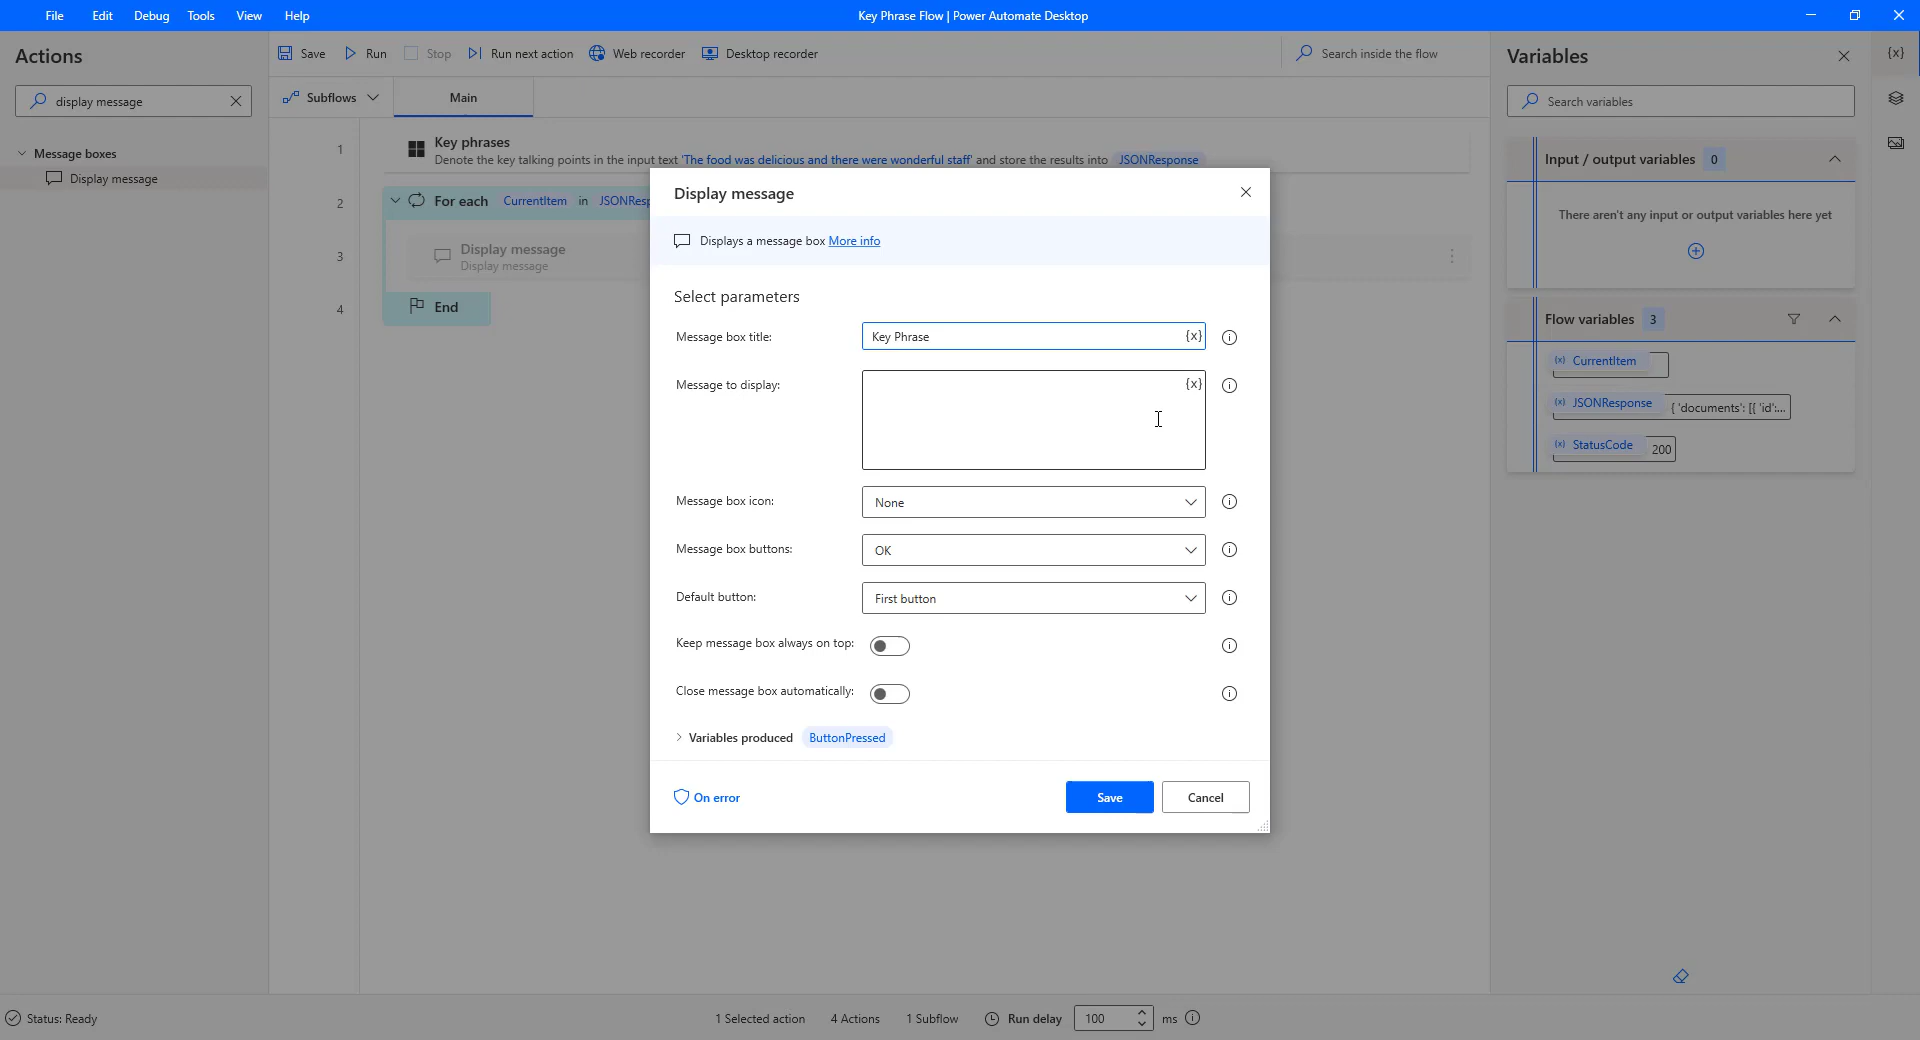 File Edit Debug Tools View Help
Key Phrase Flow | Power Automate Desktop
Actions
display message
Message boxes
Display message
Save Run Stop Run next action Web recorder Desktop recorder
Search inside the flow
Subflows Main
1
Key phrases
Denote the key talking points in the input text 'The food was delicious and there were wonderful staff' and store the results into JSONResponse
2
For each CurrentItem in JSONResp
3
Display message
Display message
4
End
Display message
Displays a message box More info
Select parameters
Message box title: Key Phrase {x}
Message to display: {x}
Message box icon: None
Message box buttons: OK
Default button: First button
Keep message box always on top:
Close message box automatically:
Variables produced ButtonPressed
On error
Save Cancel
Variables
{x}
Search variables
Input / output variables 0
There aren't any input or output variables here yet
Flow variables 3
(x) CurrentItem
(x) JSONResponse { 'documents': [{ 'id':...
(x) StatusCode 200
Status: Ready
1 Selected action 4 Actions 1 Subflow Run delay 100 ms